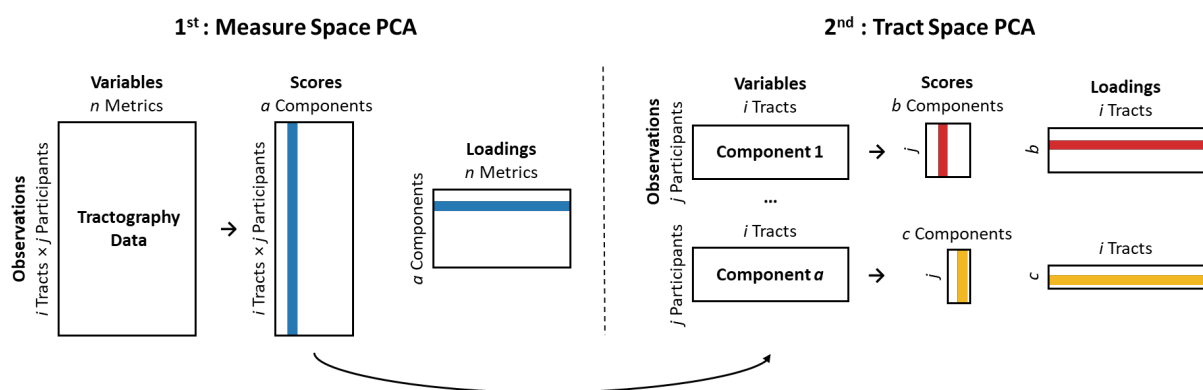 1st : Measure Space PCA
Variables
n Metrics
Observations
i Tracts × j Participants
Tractography
Data
→
Scores
a Components
i Tracts × j Participants
Loadings
n Metrics
a Components
2nd : Tract Space PCA
Variables
i Tracts
Observations
j Participants
Component 1
→
Scores
b Components
j
Loadings
i Tracts
b
...
i Tracts
j Participants
Component a
→
c Components
j
i Tracts
c